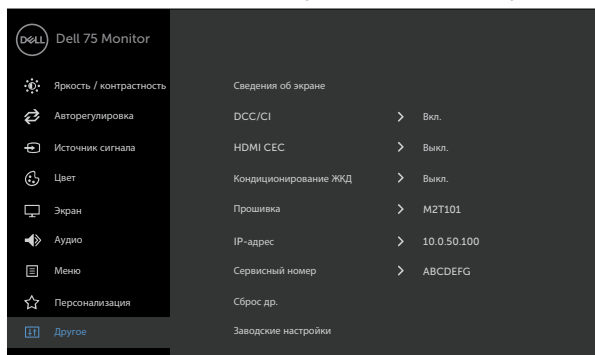 DELL Dell 75 Monitor
Яркость / контрастность
Авторегулировка
Источник сигнала
Цвет
Экран
Аудио
Меню
Персонализация
Другое
Сведения об экране
DCC/CI > Вкл.
HDMI CEC > Выкл.
Кондиционирование ЖКД > Выкл.
Прошивка > M2T101
IP-адрес > 10.0.50.100
Сервисный номер > ABCDEFG
Сброс др.
Заводские настройки